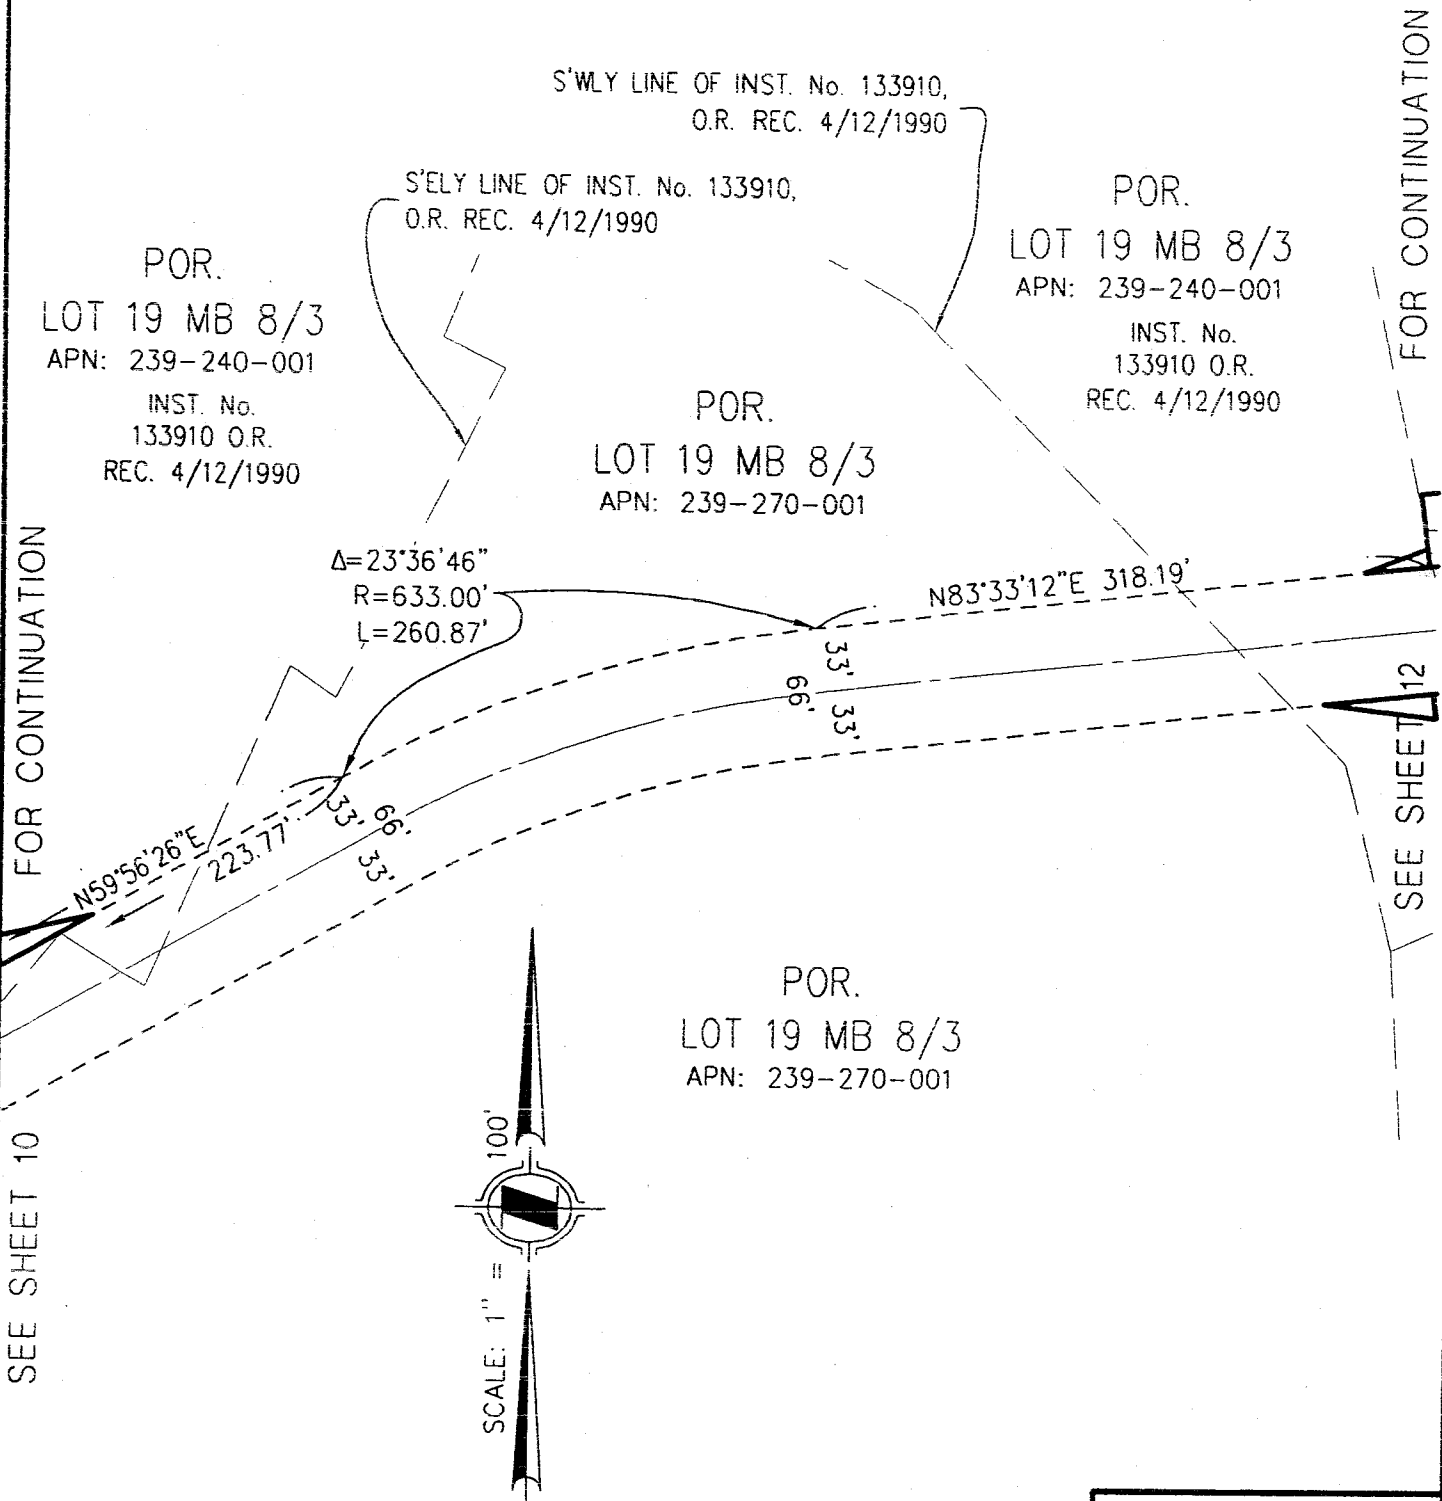 S'WLY LINE OF INST. No. 133910,
O.R. REC. 4/12/1990
S'ELY LINE OF INST. No. 133910,
O.R. REC. 4/12/1990
POR.
LOT 19 MB 8/3
APN: 239-240-001
INST. No.
133910 O.R.
REC. 4/12/1990
POR.
LOT 19 MB 8/3
APN: 239-240-001
INST. No.
133910 O.R.
REC. 4/12/1990
POR.
LOT 19 MB 8/3
APN: 239-270-001
Δ=23°36'46"
R=633.00'
L=260.87'
N83°33'12"E 318.19'
33'
66'
33'
N59°56'26"E
223.77'
33'
66'
33'
POR.
LOT 19 MB 8/3
APN: 239-270-001
SCALE: 1" = 100'
N
SEE SHEET 10
FOR CONTINUATION
SEE SHEET 12
FOR CONTINUATION